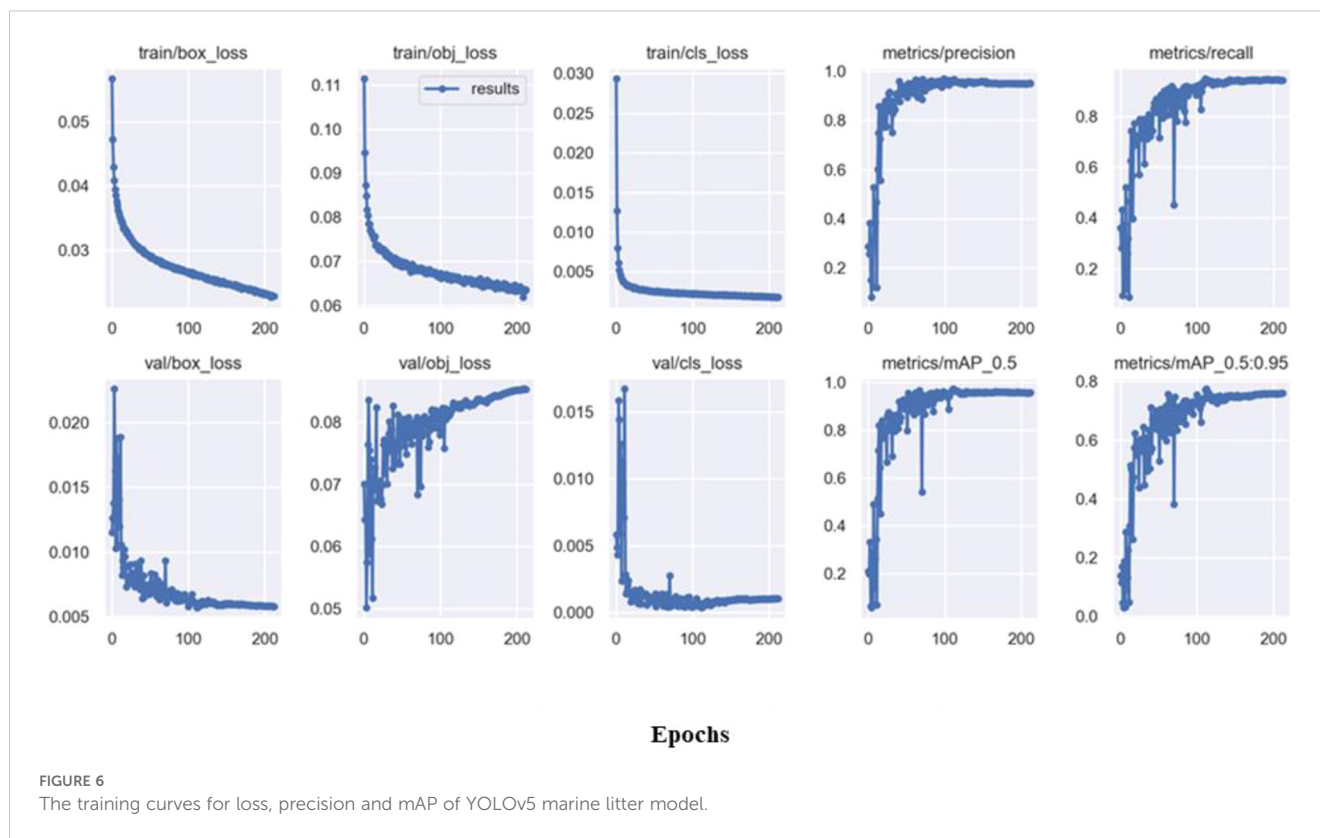 train/box_loss
train/obj_loss
train/cls_loss
metrics/precision
metrics/recall
0.05
0.04
0.03
0 100 200
0.11
0.10
0.09
0.08
0.07
0.06
results
0 100 200
0.030
0.025
0.020
0.015
0.010
0.005
0 100 200
1.0
0.8
0.6
0.4
0.2
0 100 200
0.8
0.6
0.4
0.2
0 100 200
val/box_loss
val/obj_loss
val/cls_loss
metrics/mAP_0.5
metrics/mAP_0.5:0.95
0.020
0.015
0.010
0.005
0 100 200
0.08
0.07
0.06
0.05
0 100 200
0.015
0.010
0.005
0.000
0 100 200
1.0
0.8
0.6
0.4
0.2
0 100 200
0.8
0.6
0.4
0.2
0.0
0 100 200
Epochs
FIGURE 6
The training curves for loss, precision and mAP of YOLOv5 marine litter model.